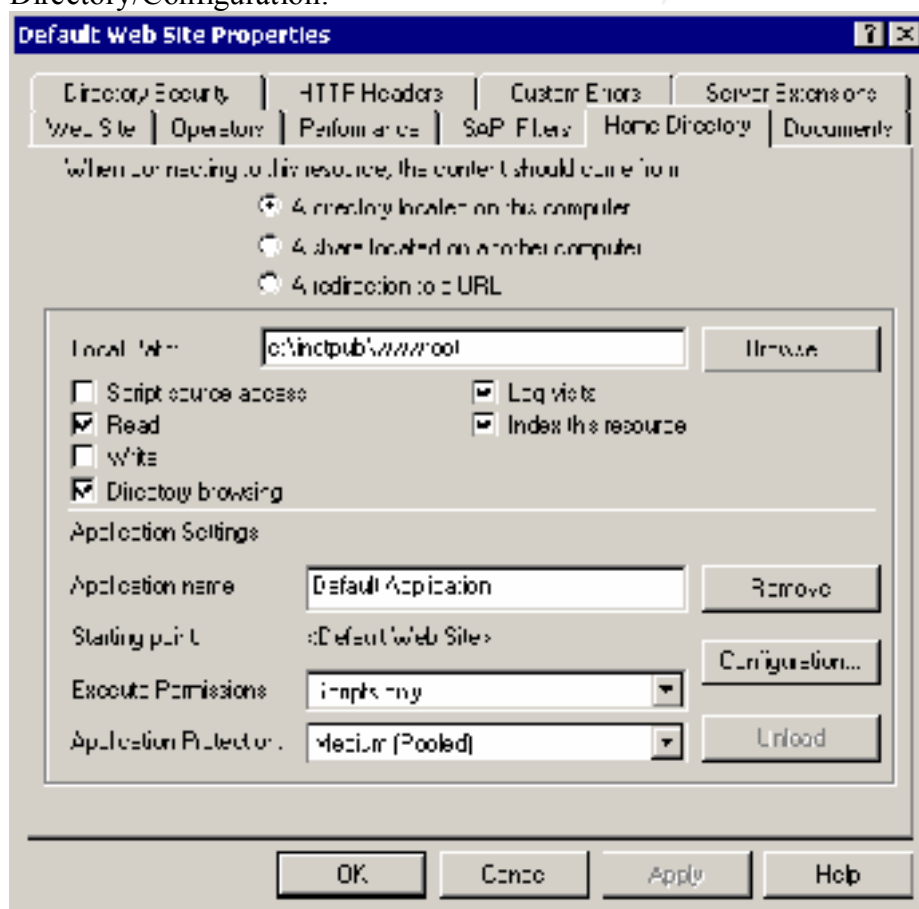 Directory/Configuration.
Default Web Site Properties
Directory Security HTTP Headers Custom Errors Server Extensions
Web Site Operators Performance ISAPI Filters Home Directory Documents
When connecting to this resource, the content should come from
A directory located on this computer
A share located on another computer
A redirection to a URL
Local Path: c:\inetpub\wwwroot Browse
Script source access Log visits
Read Index this resource
Write
Directory browsing
Application Settings
Application name Default Application Remove
Starting point <Default Web Site>
Configuration...
Execute Permissions Scripts only
Application Protection: Medium (Pooled) Unload
OK Cancel Apply Help